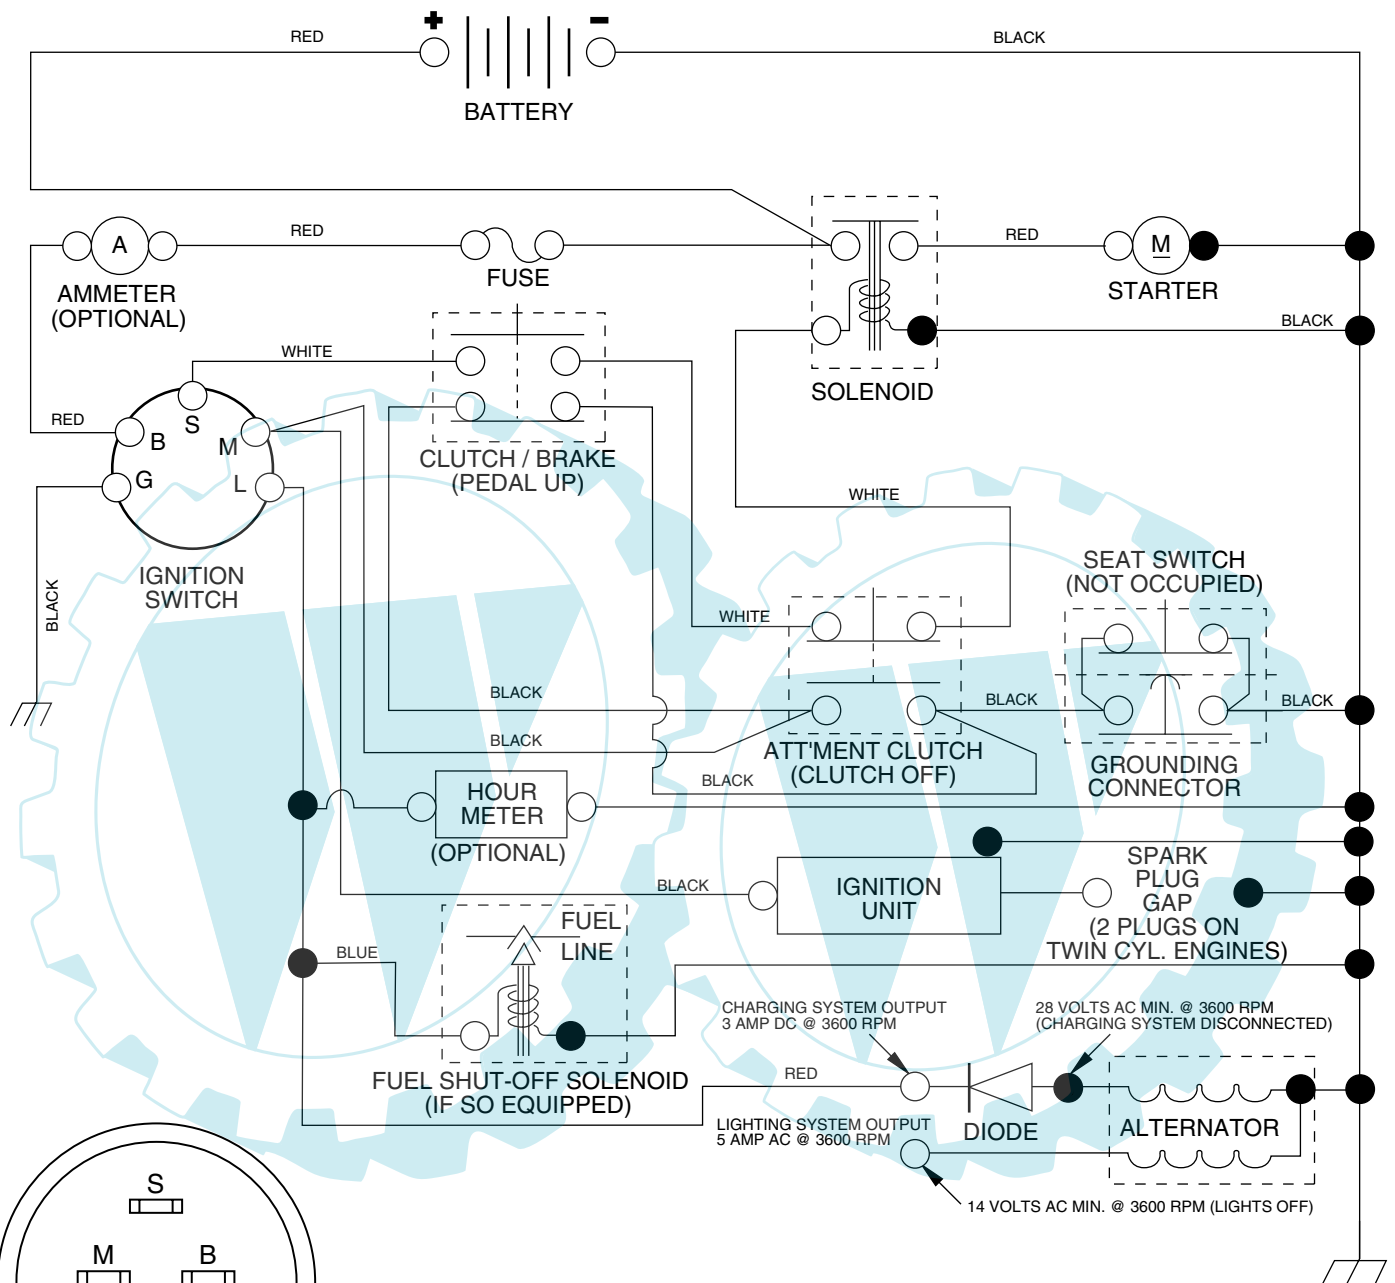 + −
RED
BLACK
BATTERY
A
RED
FUSE
RED
M
STARTER
AMMETER
(OPTIONAL)
BLACK
WHITE
SOLENOID
RED
B
S
M
G
L
CLUTCH / BRAKE
(PEDAL UP)
WHITE
IGNITION
SWITCH
BLACK
SEAT SWITCH
(NOT OCCUPIED)
WHITE
BLACK
BLACK
BLACK
BLACK
ATT'MENT CLUTCH
(CLUTCH OFF)
GROUNDING
CONNECTOR
BLACK
HOUR
METER
(OPTIONAL)
BLACK
IGNITION
UNIT
SPARK
PLUG
GAP
(2 PLUGS ON
TWIN CYL. ENGINES)
FUEL
LINE
BLUE
CHARGING SYSTEM OUTPUT
3 AMP DC @ 3600 RPM
28 VOLTS AC MIN. @ 3600 RPM
(CHARGING SYSTEM DISCONNECTED)
FUEL SHUT-OFF SOLENOID
(IF SO EQUIPPED)
RED
LIGHTING SYSTEM OUTPUT
5 AMP AC @ 3600 RPM
DIODE
ALTERNATOR
14 VOLTS AC MIN. @ 3600 RPM (LIGHTS OFF)
S
M B